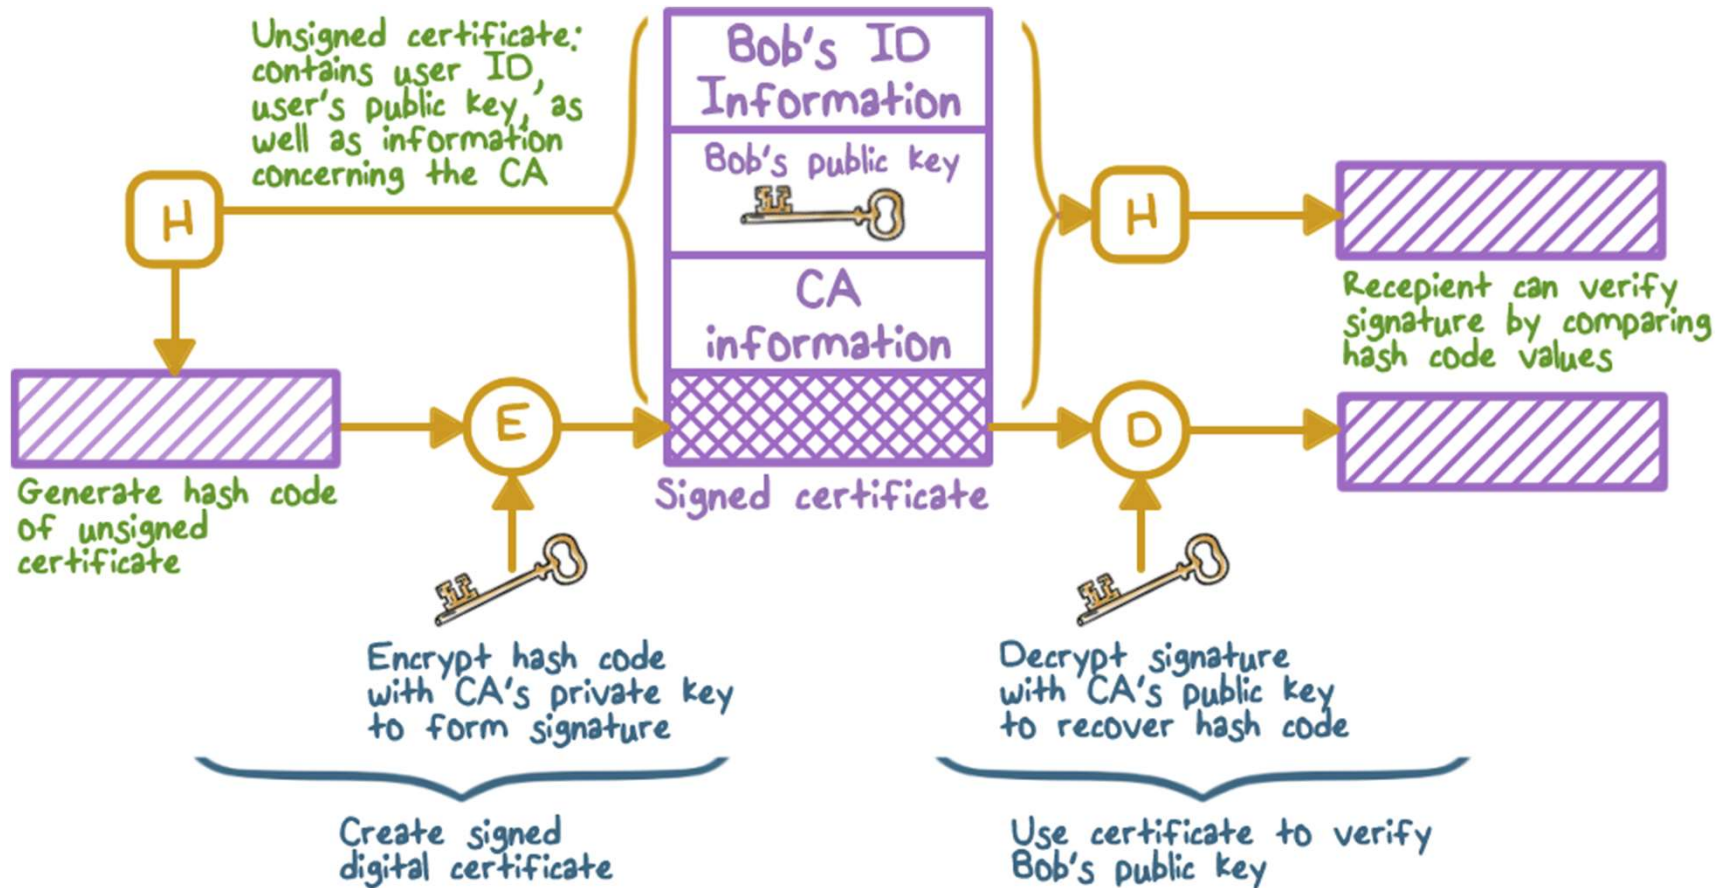 Unsigned certificate:
contains user ID,
user's public key, as
well as information
concerning the CA
H
Generate hash code
of unsigned
certificate
E
Encrypt hash code
with CA's private key
to form signature
Create signed
digital certificate
Bob's ID
Information
Bob's public key
CA
information
Signed certificate
H
Recepient can verify
signature by comparing
hash code values
D
Decrypt signature
with CA's public key
to recover hash code
Use certificate to verify
Bob's public key